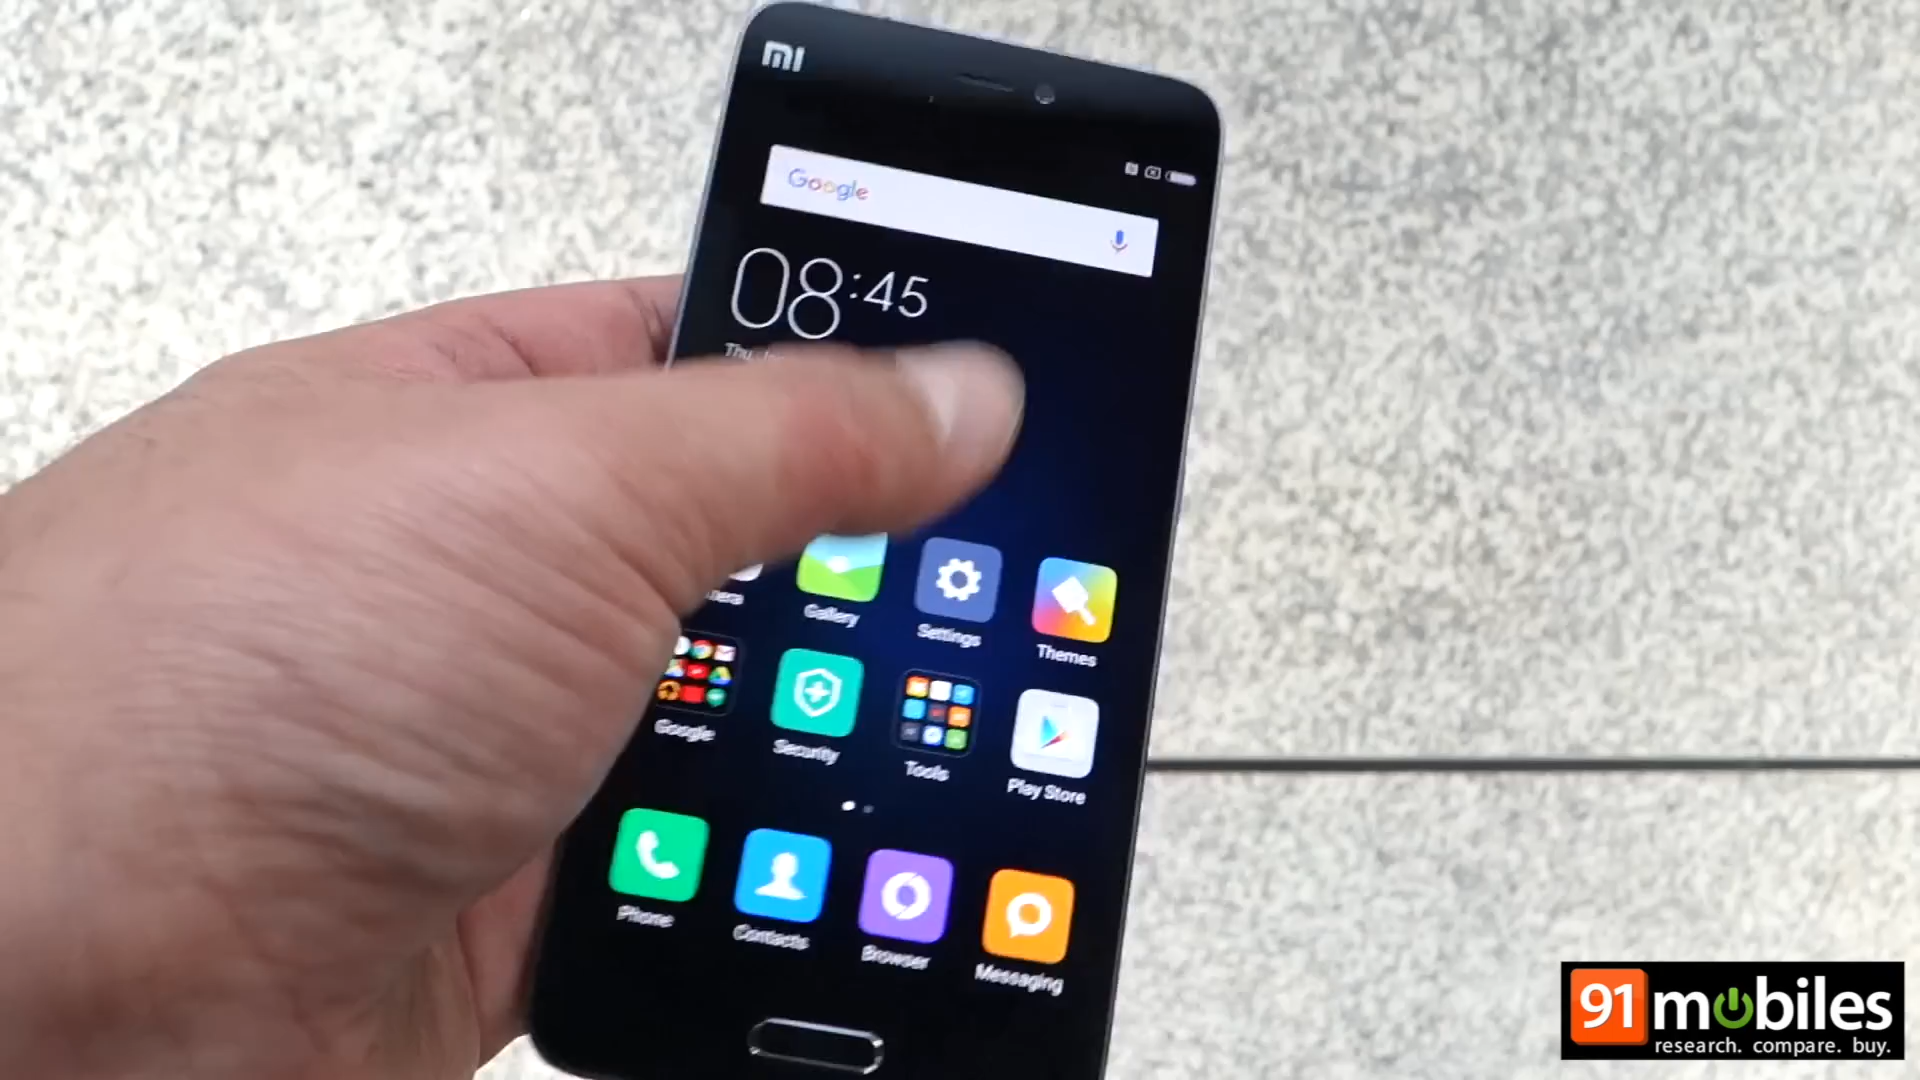 mi
Google
08:45
Thu,
Gallery
Settings
Themes
Google
Security
Tools
Play Store
Phone
Contacts
Browser
Messaging
91mobiles
research. compare. buy.